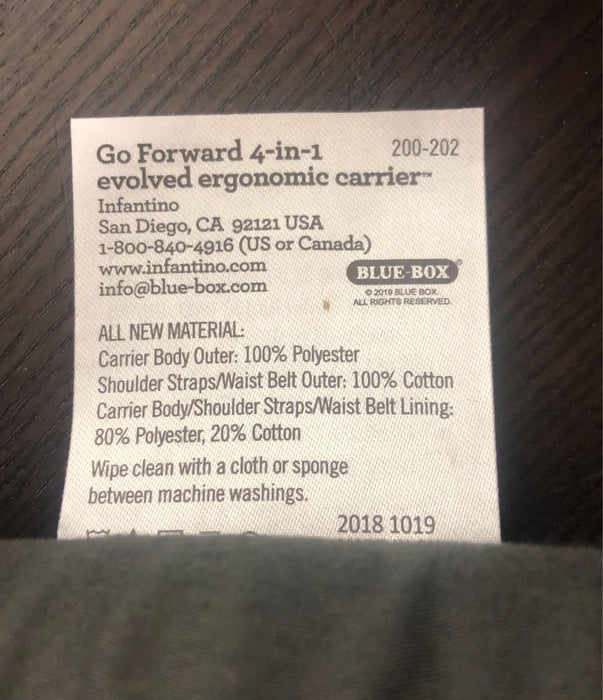 Go Forward 4-in-1 200-202
evolved ergonomic carrier™
Infantino
San Diego, CA 92121 USA
1-800-840-4916 (US or Canada)
www.infantino.com
info@blue-box.com
BLUE-BOX®
© 2019 BLUE BOX
ALL RIGHTS RESERVED.
ALL NEW MATERIAL:
Carrier Body Outer: 100% Polyester
Shoulder Straps/Waist Belt Outer: 100% Cotton
Carrier Body/Shoulder Straps/Waist Belt Lining:
80% Polyester, 20% Cotton
Wipe clean with a cloth or sponge
between machine washings.
2018 1019